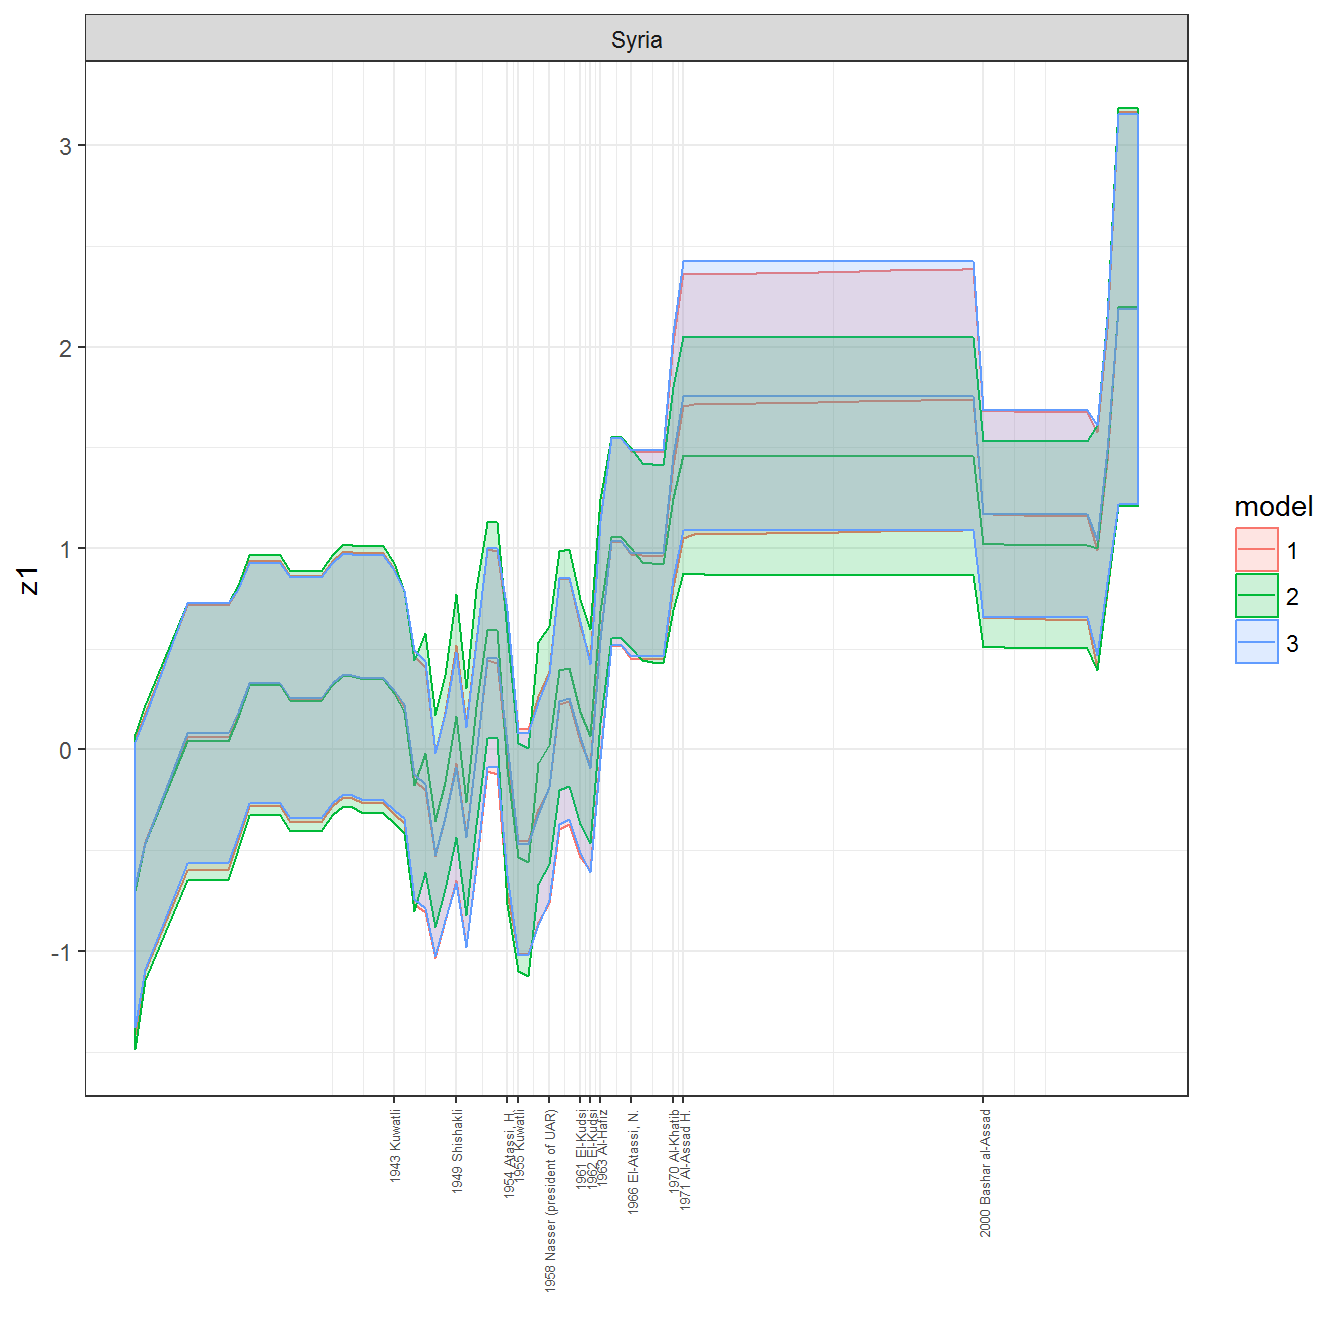 Syria
3
2
1
0
-1
z1
model
1
2
3
1943 Kuwatli
1949 Shishakli
1954 Atassi, H.
1955 Kuwatli
1958 Nasser (president of UAR)
1961 El-Kudsi
1962 El-Kudsi
1963 Al-Hafiz
1966 El-Atassi, N.
1970 Al-Khatib
1971 Al-Assad H.
2000 Bashar al-Assad